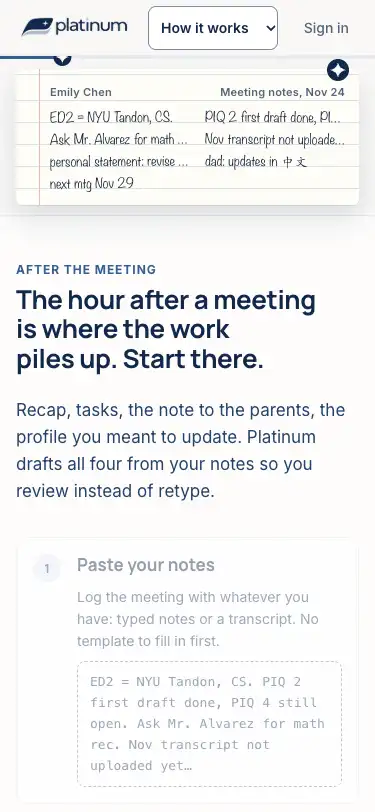 platinum
How it works
Sign in
Emily Chen
Meeting notes, Nov 24
ED2 = NYU Tandon, CS.
PIQ 2 first draft done, PI...
Ask Mr. Alvarez for math ...
Nov transcript not uploade...
personal statement: revise ...
dad: updates in 中文
next mtg Nov 29
AFTER THE MEETING
The hour after a meeting
is where the work
piles up. Start there.
Recap, tasks, the note to the parents, the
profile you meant to update. Platinum
drafts all four from your notes so you
review instead of retype.
1
Paste your notes
Log the meeting with whatever you
have: typed notes or a transcript. No
template to fill in first.
ED2 = NYU Tandon, CS. PIQ 2
first draft done, PIQ 4 still
open. Ask Mr. Alvarez for math
rec. Nov transcript not
uploaded yet…